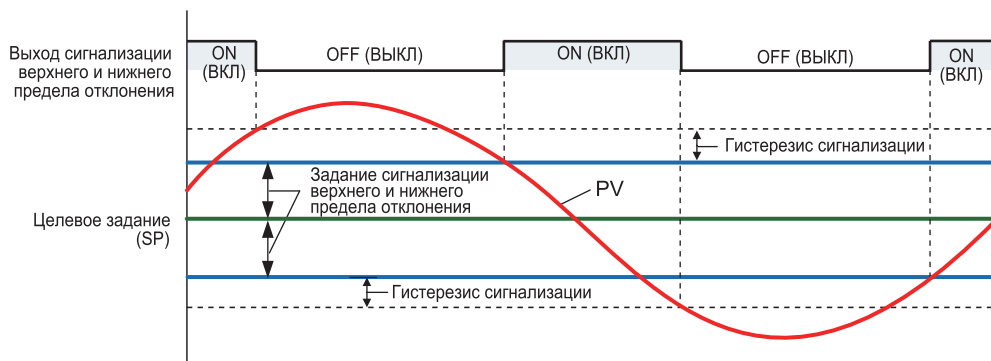 Выход сигнализации
верхнего и нижнего
предела отклонения
ON
(ВКЛ)
OFF (ВЫКЛ)
ON (ВКЛ)
OFF (ВЫКЛ)
ON
(ВКЛ)
Гистерезис сигнализации
Задание сигнализации
верхнего и нижнего
предела отклонения
PV
Целевое задание
(SP)
Гистерезис сигнализации